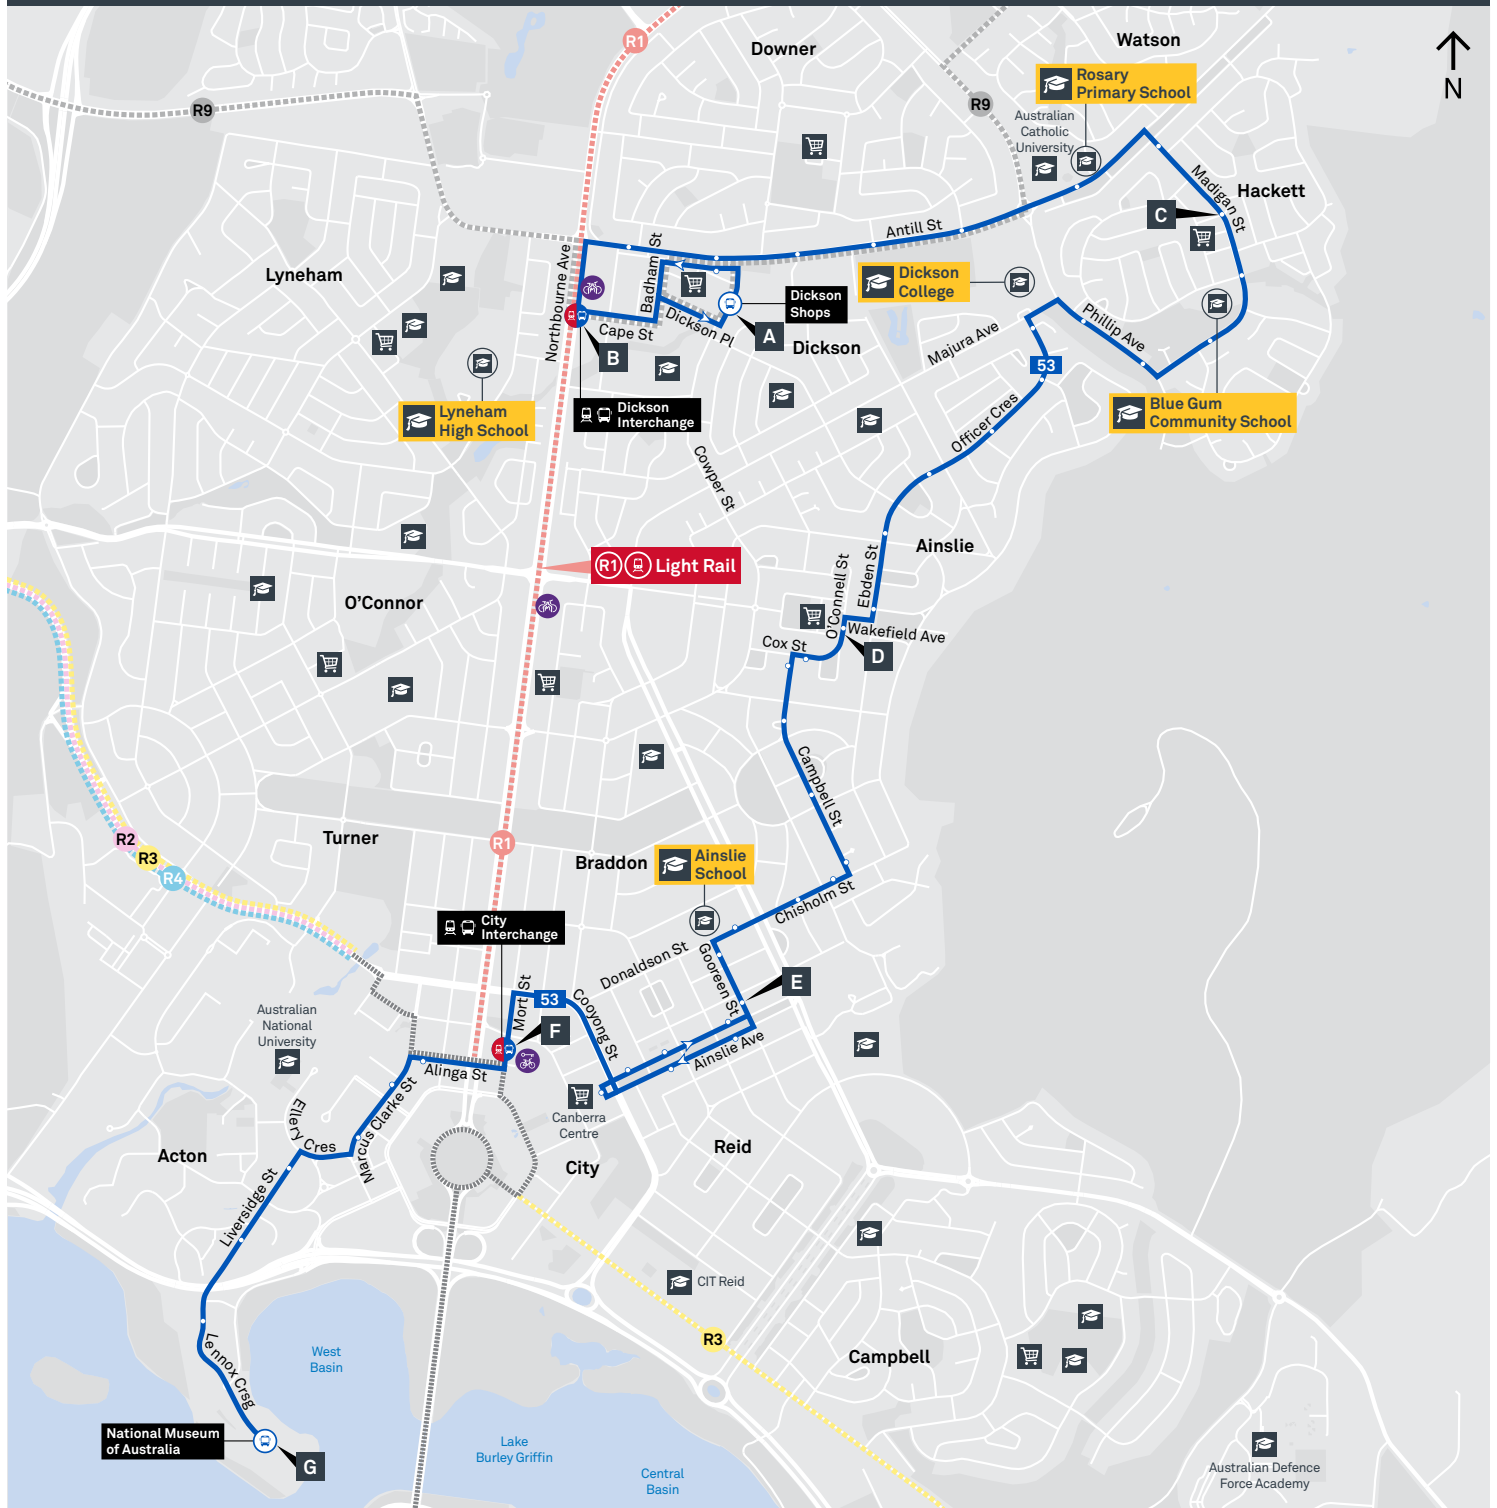 R1
Downer
Watson
N
Rosary
Primary School
R9
R9
Australian
Catholic
University
Madigan St
Hackett
C
Antill St
Lyneham
Northbourne Ave
Badham St
Dickson
College
Dickson
Shops
Dickson Pl
Cape St
A
Dickson
B
Majura Ave
Phillip Ave
53
Lyneham
High School
Dickson
Interchange
Blue Gum
Community School
Officer Cres
Cowper St
Ainslie
R1
Light Rail
O'Connor
O'Connell St
Ebden St
Wakefield Ave
Cox St
D
Campbell St
R2
R3
R4
Turner
R1
Braddon
Ainslie
School
Chisholm St
City
Interchange
Donaldson St
Gooreen St
E
Mort St
53
Cooyong St
F
Ainslie Ave
Australian
National
University
Alinga St
Marcus Clarke St
Ellery Cres
Canberra
Centre
Acton
City
Reid
Liversidge St
CIT Reid
R3
Lennox Crsg
West
Basin
Campbell
National Museum
of Australia
G
Lake
Burley Griffin
Central
Basin
Australian Defence
Force Academy